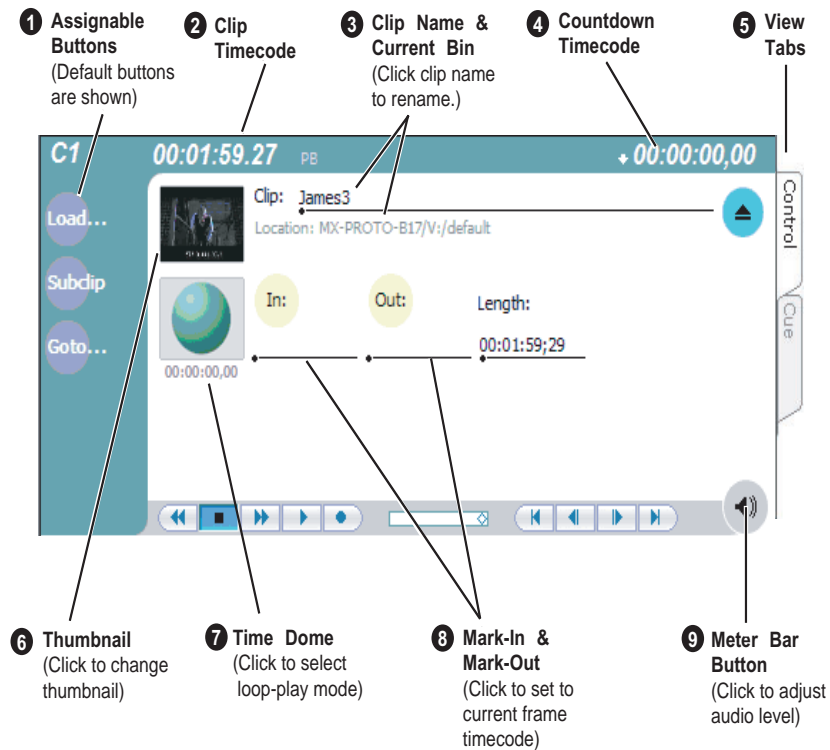 1 Assignable
Buttons
(Default buttons
are shown)
2 Clip
Timecode
3 Clip Name &
Current Bin
(Click clip name
to rename.)
4 Countdown
Timecode
5 View
Tabs
C1
00:01:59.27
PB
00:00:00,00
Load...
Subclip
Goto...
Clip: James3
Location: MX-PROTO-B17/V:/default
In:
Out:
Length:
00:01:59;29
00:00:00,00
Control
Cue
6 Thumbnail
(Click to change
thumbnail)
7 Time Dome
(Click to select
loop-play mode)
8 Mark-In &
Mark-Out
(Click to set to
current frame
timecode)
9 Meter Bar
Button
(Click to adjust
audio level)